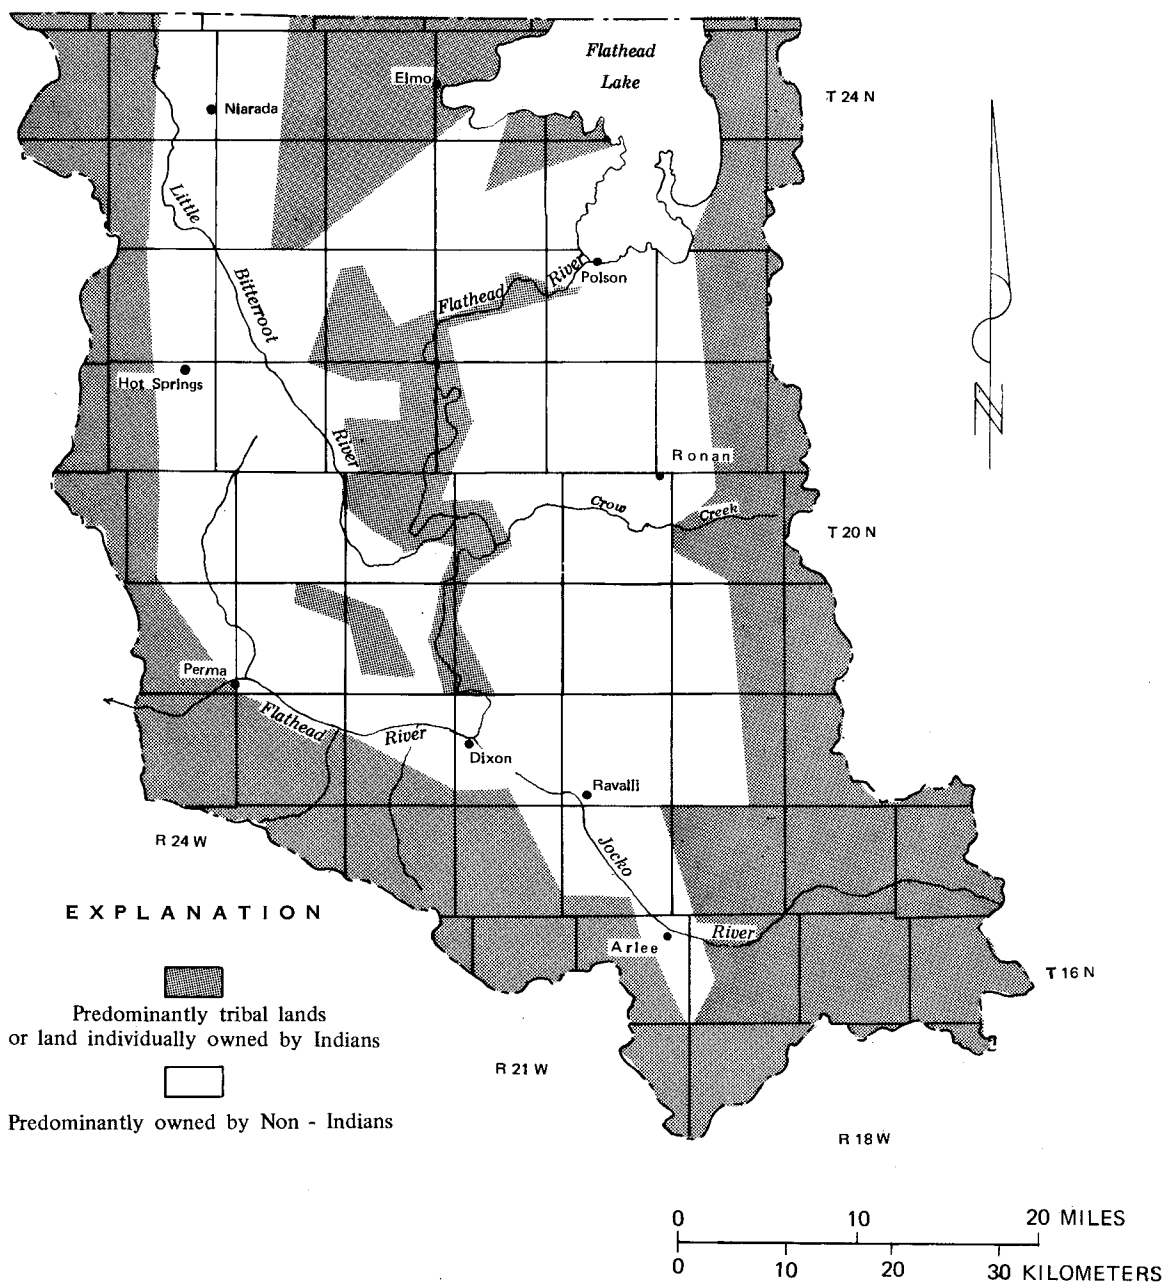 Flathead
Lake
Elmo
Niarada
T 24 N
Little
Bitterroot
River
Flathead
River
Polson
Hot Springs
Ronan
Crow
Creek
T 20 N
N
Perma
Flathead
River
Dixon
Ravalli
Jocko
River
Arlee
R 24 W
EXPLANATION
Predominantly tribal lands
or land individually owned by Indians
Predominantly owned by Non - Indians
T 16 N
R 21 W
R 18 W
0 10 20 MILES
0 10 20 30 KILOMETERS